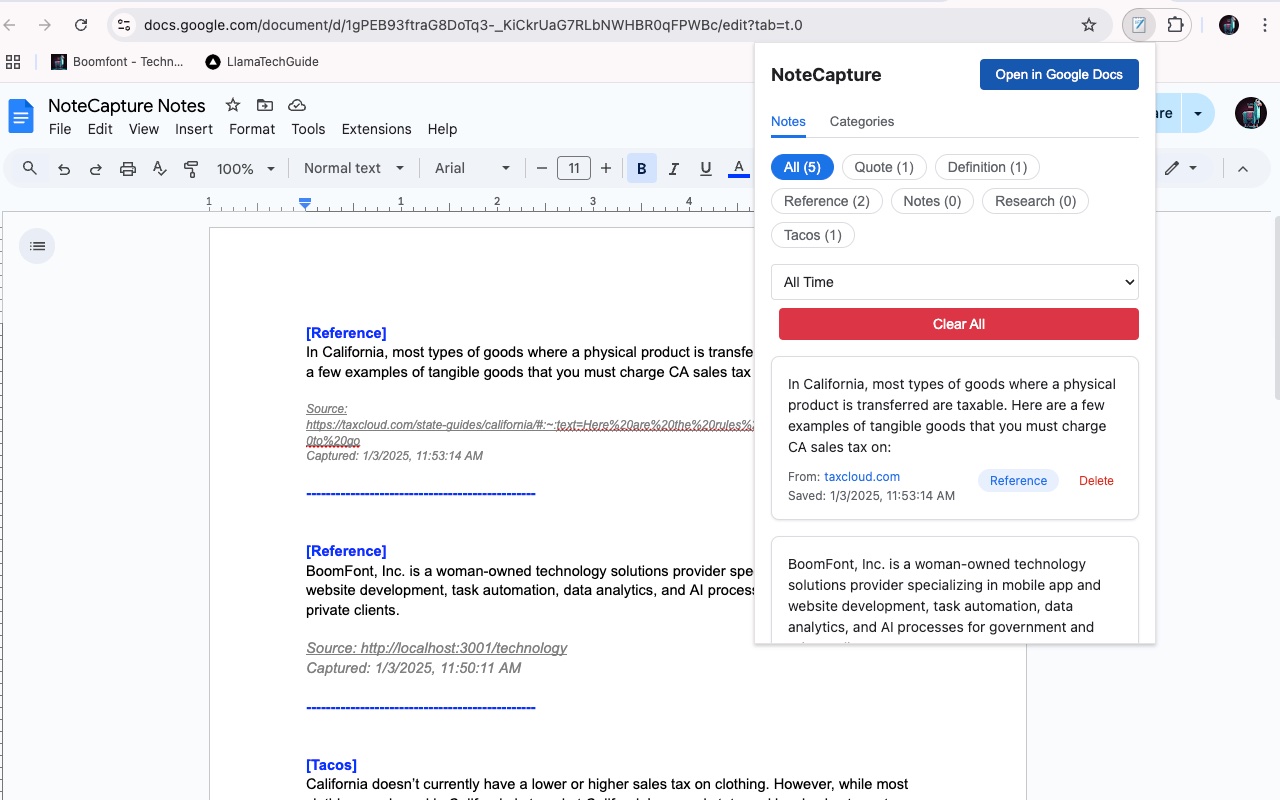 docs.google.com/document/d/1gPEB93ftraG8DoTq3-_KiCkrUaG7RLbNWHBR0qFPWBc/edit?tab=t.0
Boomfont - Techn...
LlamaTechGuide
NoteCapture Notes
File Edit View Insert Format Tools Extensions Help
are
100% Normal text Arial 11 B I U A
1 1 2 3 4
[Reference]
In California, most types of goods where a physical product is transfe
a few examples of tangible goods that you must charge CA sales tax
Source:
https://taxcloud.com/state-guides/california/#:~:text=Here%20are%20the%20rules%
0to%20go
Captured: 1/3/2025, 11:53:14 AM
-----------------------------------------------
[Reference]
BoomFont, Inc. is a woman-owned technology solutions provider spe
website development, task automation, data analytics, and AI proces
private clients.
Source: http://localhost:3001/technology
Captured: 1/3/2025, 11:50:11 AM
-----------------------------------------------
[Tacos]
California doesn't currently have a lower or higher sales tax on clothing. However, while most
NoteCapture
Open in Google Docs
Notes Categories
All (5) Quote (1) Definition (1)
Reference (2) Notes (0) Research (0)
Tacos (1)
All Time
Clear All
In California, most types of goods where a physical
product is transferred are taxable. Here are a few
examples of tangible goods that you must charge
CA sales tax on:
From: taxcloud.com
Saved: 1/3/2025, 11:53:14 AM
Reference Delete
BoomFont, Inc. is a woman-owned technology
solutions provider specializing in mobile app and
website development, task automation, data
analytics, and AI processes for government and